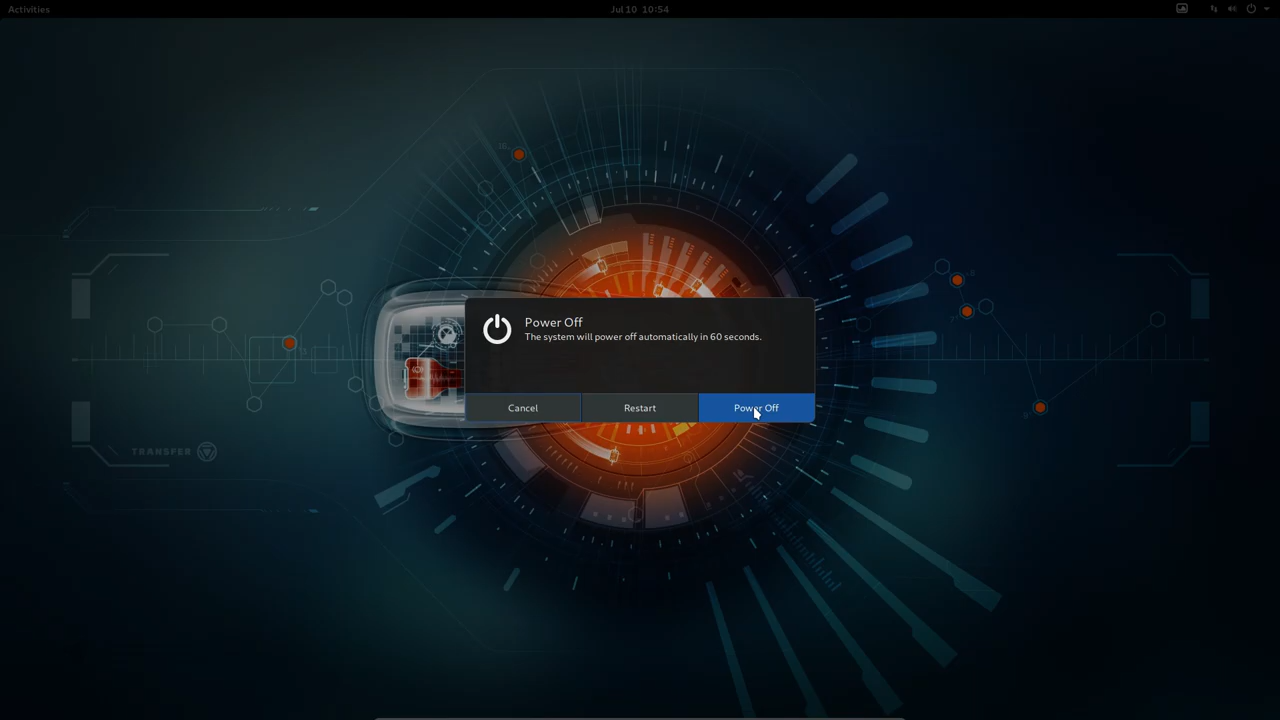 Activities
Jul 10 10:54
Power Off
The system will power off automatically in 60 seconds.
Cancel
Restart
Power Off
TRANSFER